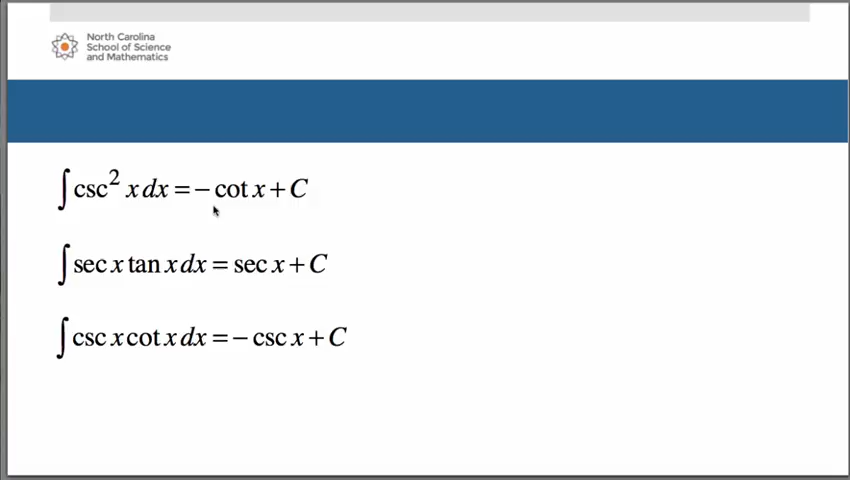 North Carolina
School of Science
and Mathematics
∫csc² x dx = −cot x + C
∫sec x tan x dx = sec x + C
∫csc x cot x dx = − csc x + C